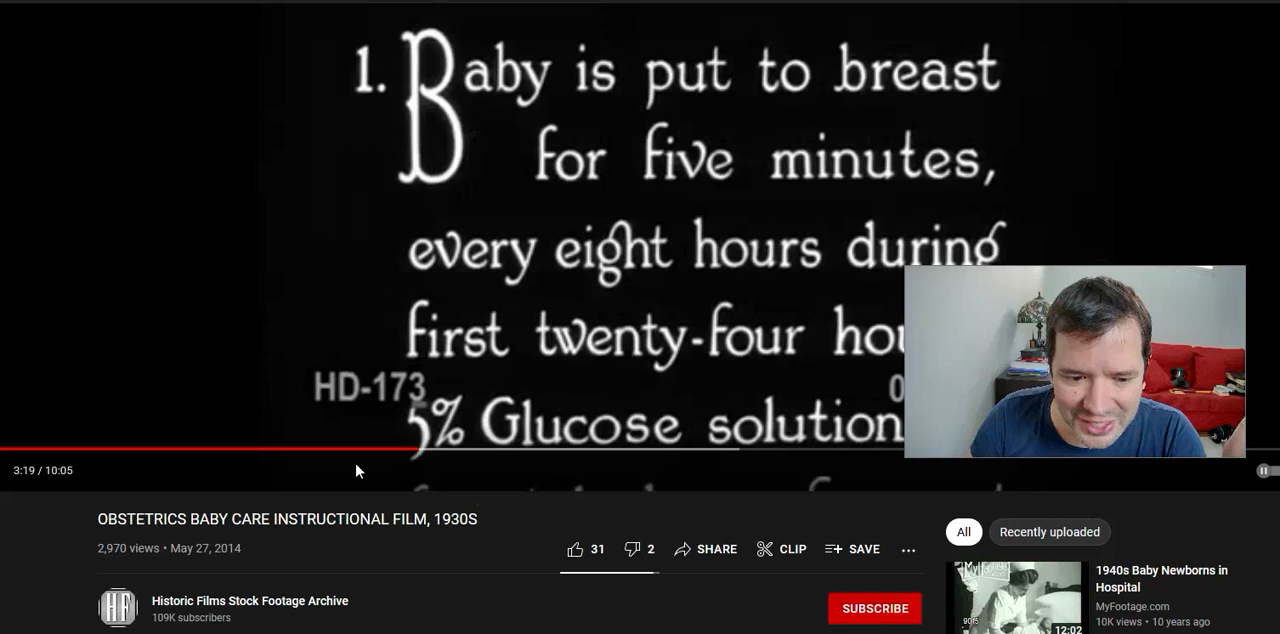 1. Baby is put to breast
for five minutes,
every eight hours during
first twenty-four
HD-173
5% Glucose solution
3:19 / 10:05
OBSTETRICS BABY CARE INSTRUCTIONAL FILM, 1930S
2,970 views • May 27, 2014
31
2
SHARE
CLIP
SAVE
Historic Films Stock Footage Archive
109K subscribers
SUBSCRIBE
All
Recently uploaded
1940s Baby Newborns in
Hospital
MyFootage.com
10K views • 10 years ago
12:02